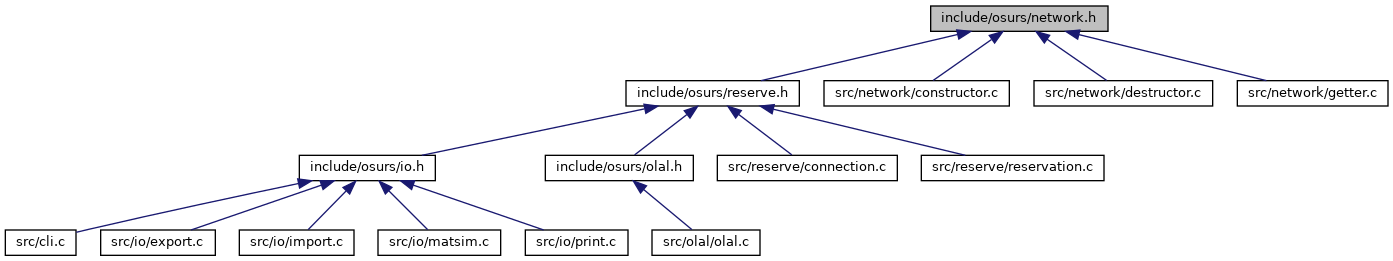 include/osurs/network.h
include/osurs/reserve.h
src/network/constructor.c
src/network/destructor.c
src/network/getter.c
include/osurs/io.h
include/osurs/olal.h
src/reserve/connection.c
src/reserve/reservation.c
src/cli.c
src/io/export.c
src/io/import.c
src/io/matsim.c
src/io/print.c
src/olal/olal.c